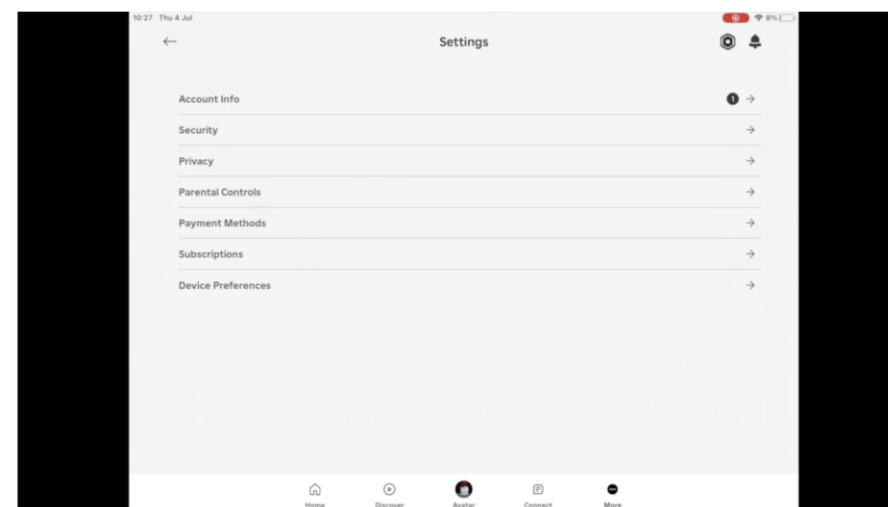 10:27 Thu 4 Jul
8%
Settings
Account Info
1
Security
Privacy
Parental Controls
Payment Methods
Subscriptions
Device Preferences
Home Discover Avatar Connect More